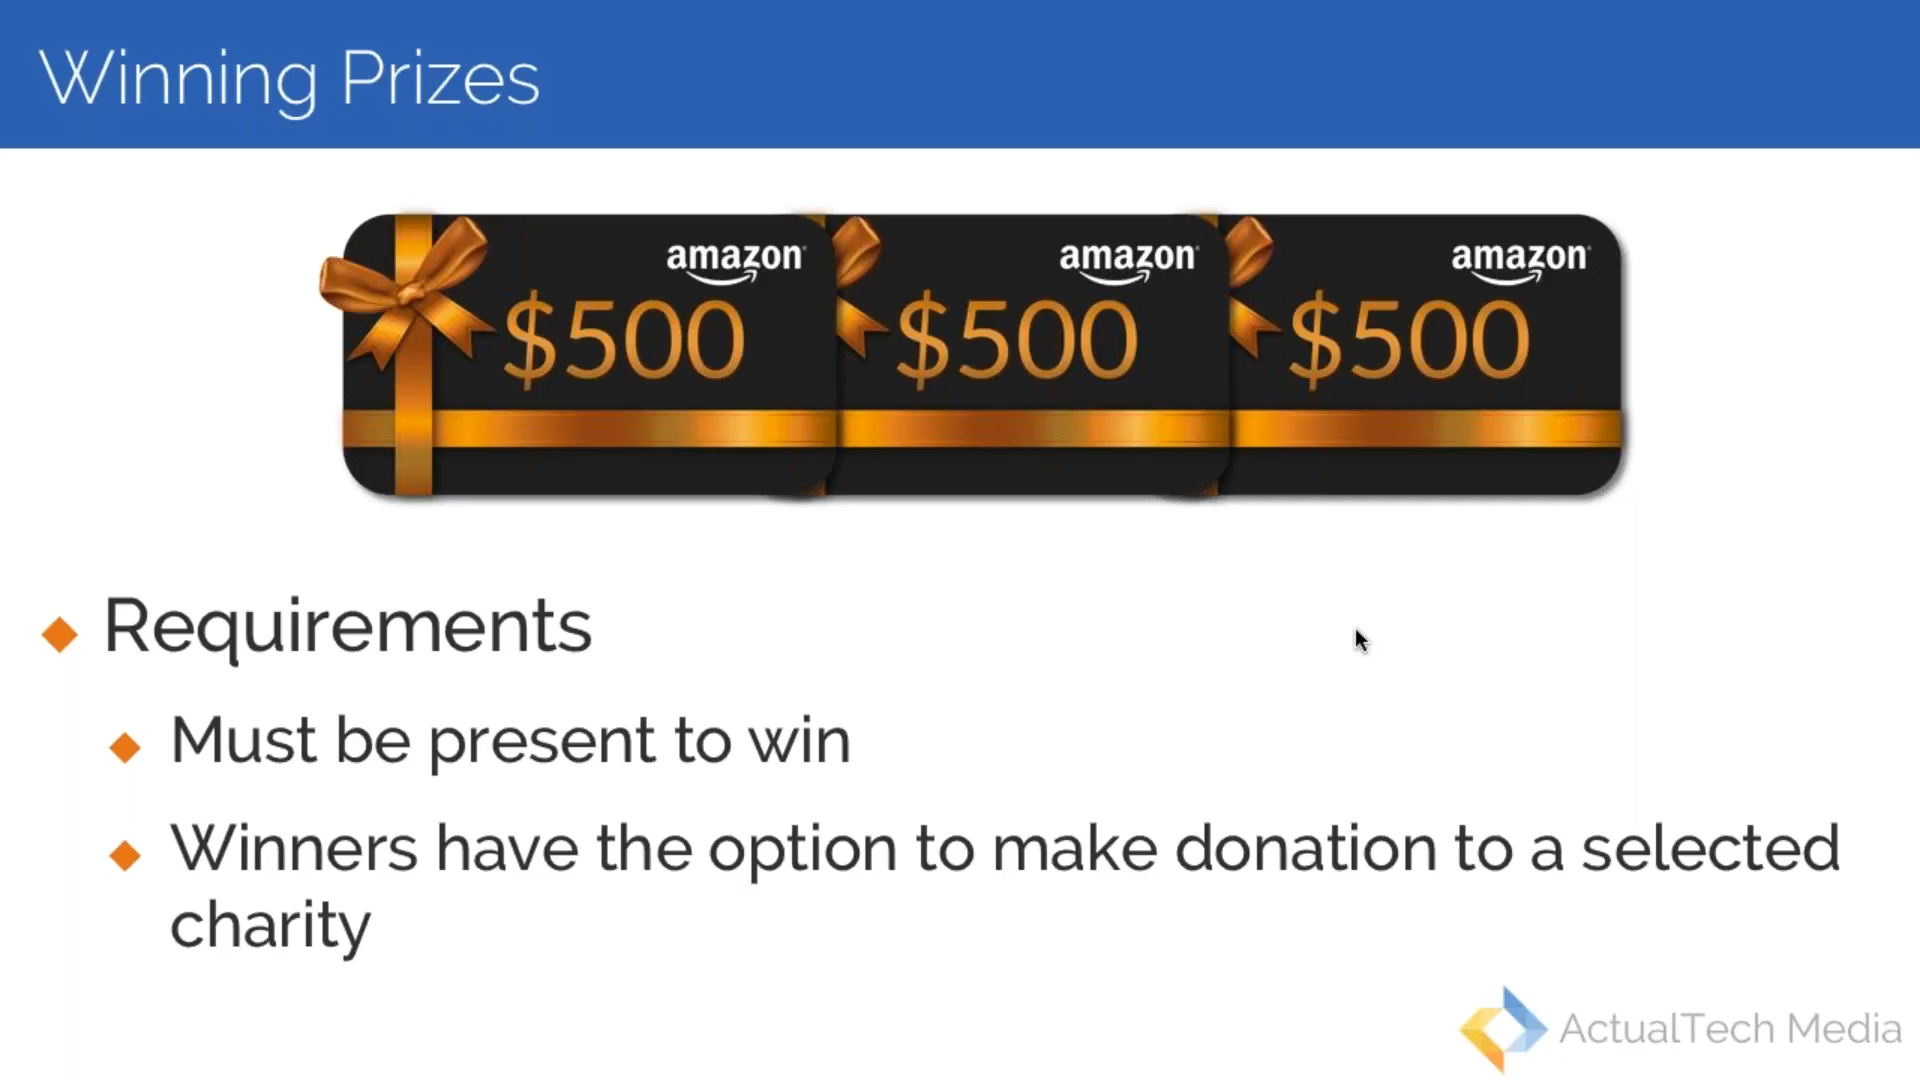 Winning Prizes
amazon
$500
amazon
$500
amazon
$500
Requirements
Must be present to win
Winners have the option to make donation to a selected
charity
ActualTech Media